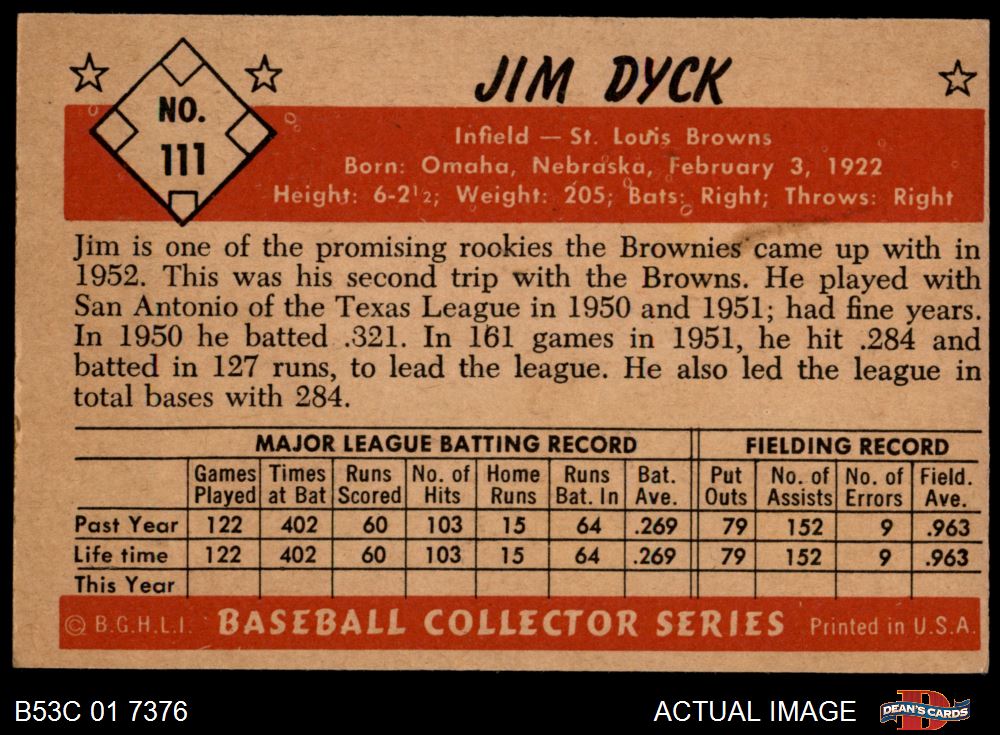 NO.
111
JIM DYCK
Infield — St. Louis Browns
Born: Omaha, Nebraska, February 3, 1922
Height: 6-2½; Weight: 205; Bats: Right; Throws: Right
Jim is one of the promising rookies the Brownies came up with in
1952. This was his second trip with the Browns. He played with
San Antonio of the Texas League in 1950 and 1951; had fine years.
In 1950 he batted .321. In 161 games in 1951, he hit .284 and
batted in 127 runs, to lead the league. He also led the league in
total bases with 284.
MAJOR LEAGUE BATTING RECORD FIELDING RECORD
Games Times Runs No. of Home Runs Bat. Put No. of No. of Field.
Played at Bat Scored Hits Runs Bat. In Ave. Outs Assists Errors Ave.
Past Year 122 402 60 103 15 64 .269 79 152 9 .963
Life time 122 402 60 103 15 64 .269 79 152 9 .963
This Year
© B.G.H.L.I. BASEBALL COLLECTOR SERIES Printed in U.S.A.
B53C 01 7376 ACTUAL IMAGE D DEAN'S CARDS